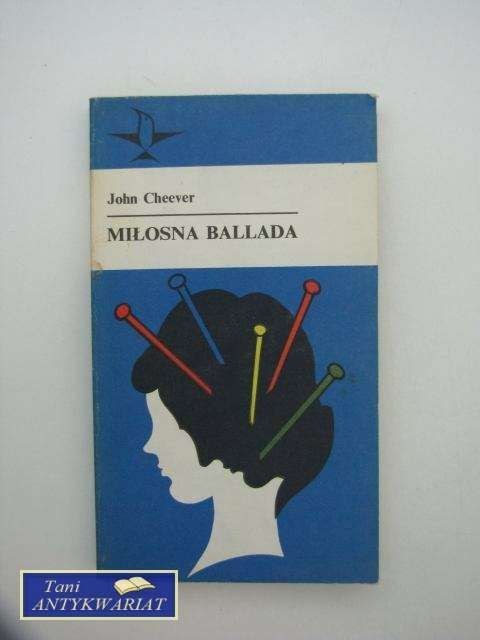 John Cheever
MIŁOSNA BALLADA
Tani
ANTYKWARIAT